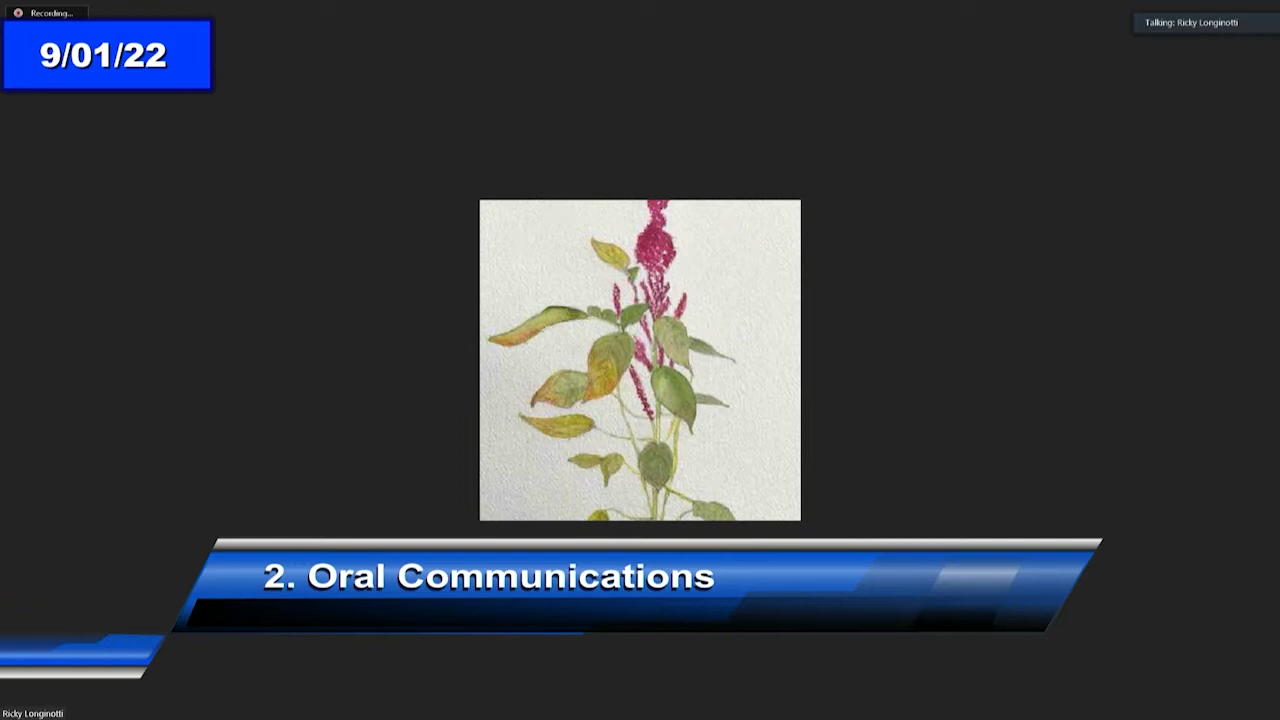 Recording...
Talking: Ricky Longinotti
9/01/22
2. Oral Communications
Ricky Longinotti